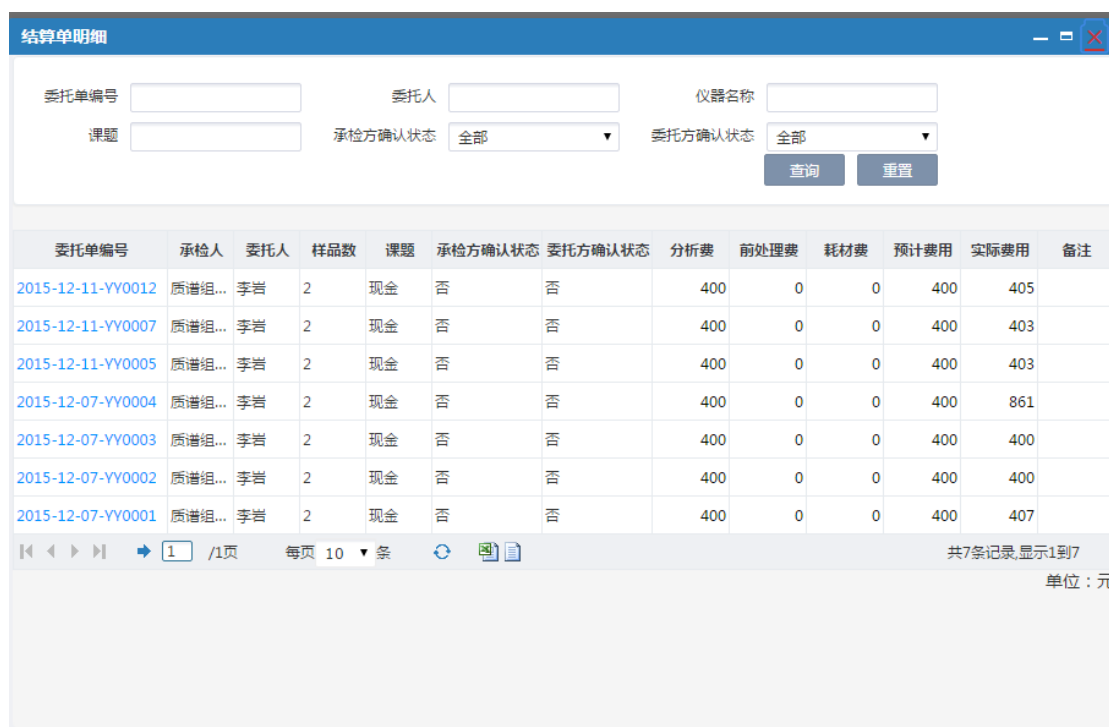 结算单明细
委托单编号 委托人 仪器名称
课题 承检方确认状态 全部 委托方确认状态 全部
查询 重置
委托单编号 承检人 委托人 样品数 课题 承检方确认状态 委托方确认状态 分析费 前处理费 耗材费 预计费用 实际费用 备注
2015-12-11-YY0012 质谱组... 李岩 2 现金 否 否 400 0 0 400 405
2015-12-11-YY0007 质谱组... 李岩 2 现金 否 否 400 0 0 400 403
2015-12-11-YY0005 质谱组... 李岩 2 现金 否 否 400 0 0 400 403
2015-12-07-YY0004 质谱组... 李岩 2 现金 否 否 400 0 0 400 861
2015-12-07-YY0003 质谱组... 李岩 2 现金 否 否 400 0 0 400 400
2015-12-07-YY0002 质谱组... 李岩 2 现金 否 否 400 0 0 400 400
2015-12-07-YY0001 质谱组... 李岩 2 现金 否 否 400 0 0 400 407
1 /1页 每页 10 条 共7条记录,显示1到7
单位：元